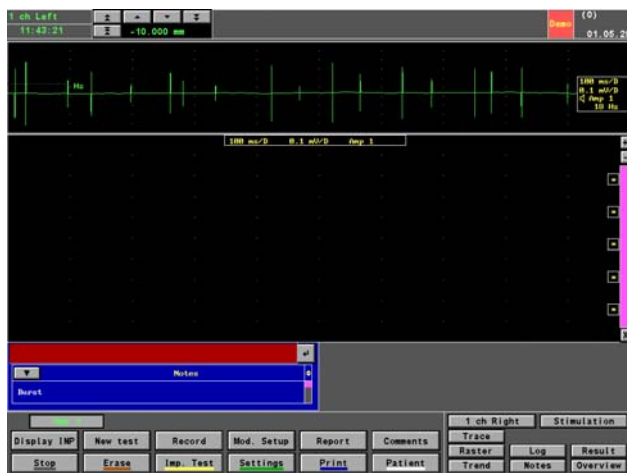 1 ch Left
11:43:21
-10.000 mm
Demo
(0)
01.05.2
Hz
100 ms/D
0.1 mV/D
Amp 1
10 Hz
100 ms/D 0.1 mV/D Amp 1
Notes
Burst
1 ch Right Stimulation
Display INP New test Record Mod. Setup Report Comments
Trace
Raster Log Result
Stop Erase Imp. Test Settings Print Patient
Trend Notes Overview